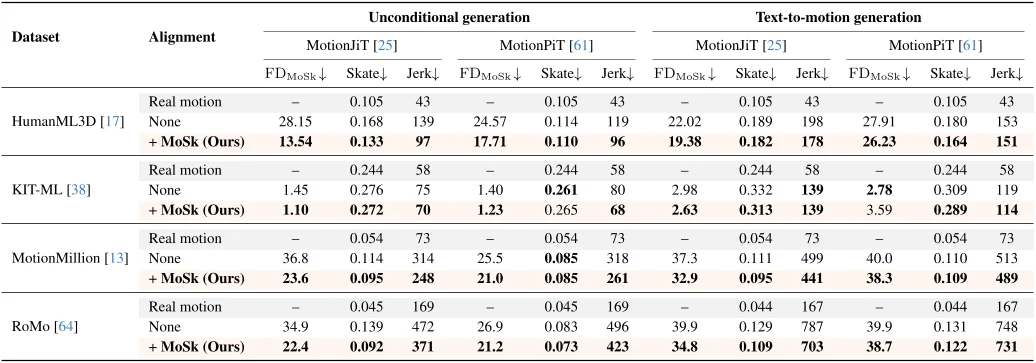 Unconditional generation Text-to-motion generation
Dataset Alignment
MotionJiT [25] MotionPiT [61] MotionJiT [25] MotionPiT [61]
FDMoSk↓ Skate↓ Jerk↓ FDMoSk↓ Skate↓ Jerk↓ FDMoSk↓ Skate↓ Jerk↓ FDMoSk↓ Skate↓ Jerk↓
Real motion – 0.105 43 – 0.105 43 – 0.105 43 – 0.105 43
HumanML3D [17] None 28.15 0.168 139 24.57 0.114 119 22.02 0.189 198 27.91 0.180 153
+ MoSk (Ours) 13.54 0.133 97 17.71 0.110 96 19.38 0.182 178 26.23 0.164 151
Real motion – 0.244 58 – 0.244 58 – 0.244 58 – 0.244 58
KIT-ML [38] None 1.45 0.276 75 1.40 0.261 80 2.98 0.332 139 2.78 0.309 119
+ MoSk (Ours) 1.10 0.272 70 1.23 0.265 68 2.63 0.313 139 3.59 0.289 114
Real motion – 0.054 73 – 0.054 73 – 0.054 73 – 0.054 73
MotionMillion [13] None 36.8 0.114 314 25.5 0.085 318 37.3 0.111 499 40.0 0.110 513
+ MoSk (Ours) 23.6 0.095 248 21.0 0.085 261 32.9 0.095 441 38.3 0.109 489
Real motion – 0.045 169 – 0.045 169 – 0.044 167 – 0.044 167
RoMo [64] None 34.9 0.139 472 26.9 0.083 496 39.9 0.129 787 39.9 0.131 748
+ MoSk (Ours) 22.4 0.092 371 21.2 0.073 423 34.8 0.109 703 38.7 0.122 731